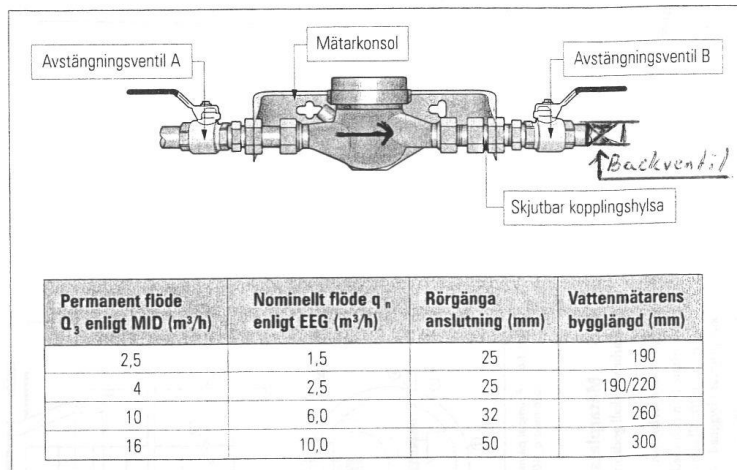 Mätarkonsol
Avstängningsventil A
Avstängningsventil B
Backventil
Skjutbar kopplingshylsa
Permanent flöde Nominellt flöde q n Rörgänga Vattenmätarens
Q3 enligt MID (m³/h) enligt EEG (m³/h) anslutning (mm) bygglängd (mm)
2,5 1,5 25 190
4 2,5 25 190/220
10 6,0 32 260
16 10,0 50 300